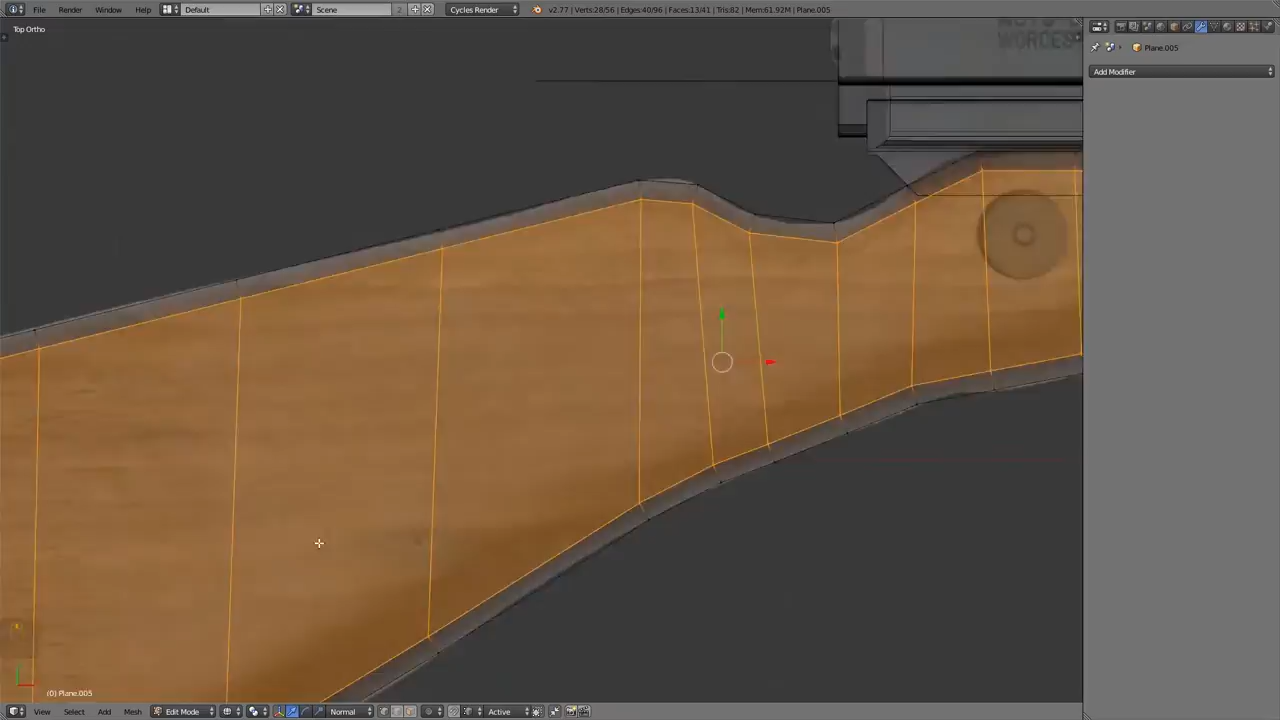 File Render Window Help Default Scene 2 Cycles Render v2.77 | Verts:28/56 | Edges:40/96 | Faces:13/41 | Tris:82 | Mem:61.92M | Plane.005
Top Ortho
WORCES
Plane.005
Add Modifier
(0) Plane.005
View Select Add Mesh Edit Mode Normal Active